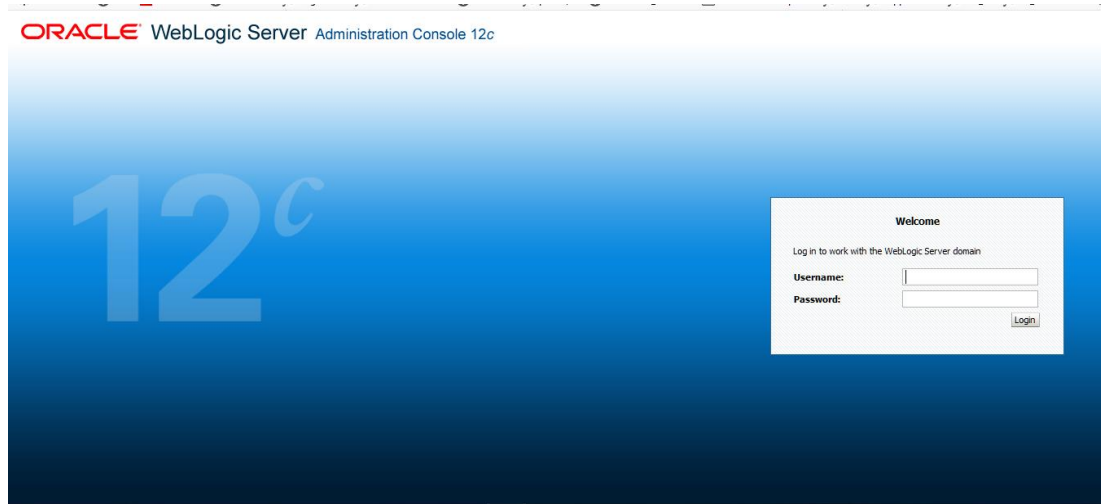 ORACLE WebLogic Server Administration Console 12c
12c
Welcome
Log in to work with the WebLogic Server domain
Username:
Password:
Login